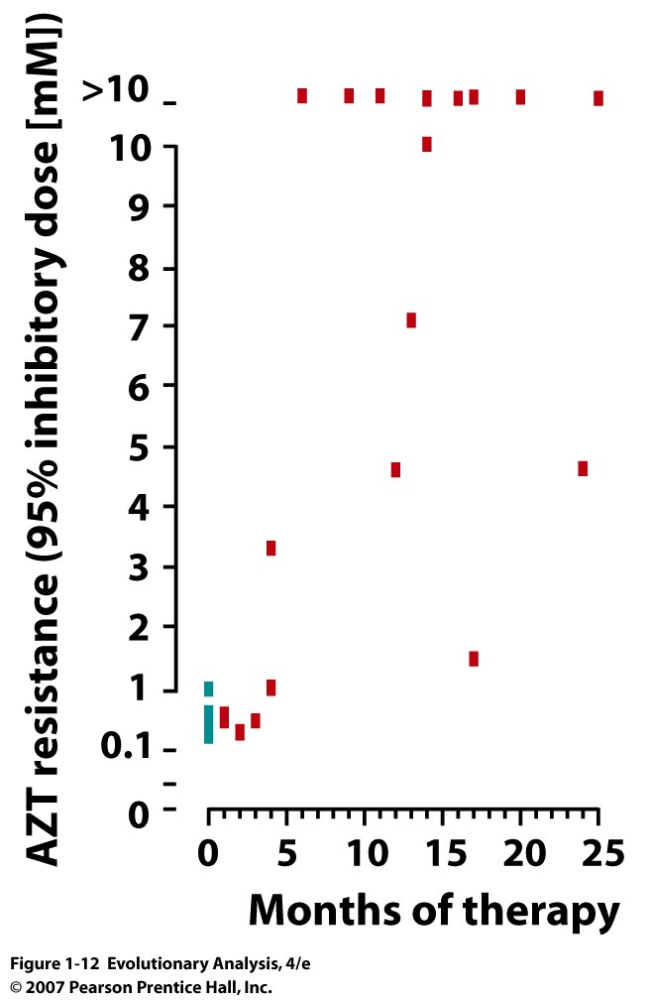 AZT resistance (95% inhibitory dose [mM])
>10
10
9
8
7
6
5
4
3
2
1
0.1
0
0 5 10 15 20 25
Months of therapy
Figure 1-12 Evolutionary Analysis, 4/e
© 2007 Pearson Prentice Hall, Inc.